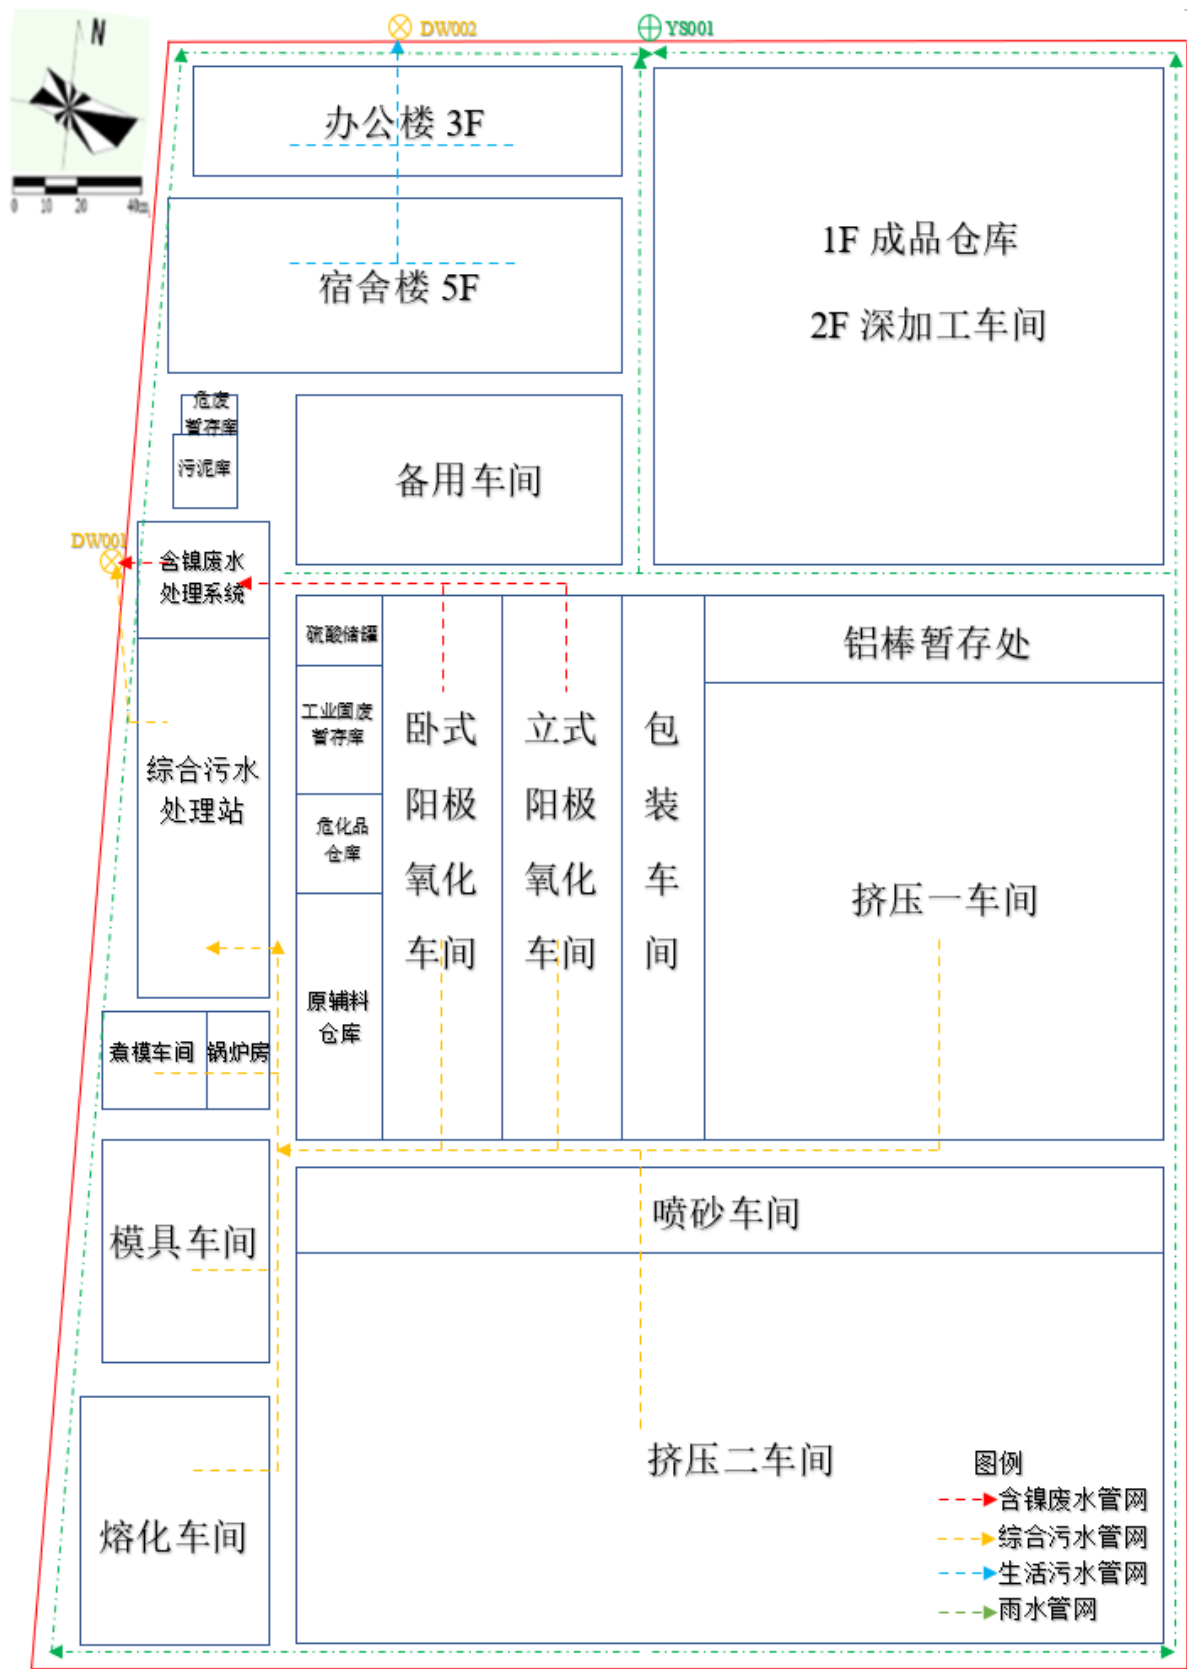 DW002
YS001
N
0 10 20 40m
办公楼 3F
1F 成品仓库
宿舍楼 5F
2F 深加工车间
危废
暂存库
污泥库
备用车间
DW001
含镍废水
处理系统
硫酸储罐
铝棒暂存处
工业固废
暂存库
卧式
阳极
氧化
车间
立式
阳极
氧化
车间
包
装
车
间
综合污水
处理站
危化品
仓库
挤压一车间
原辅料
仓库
煮模车间
锅炉房
喷砂车间
模具车间
挤压二车间
熔化车间
图例
含镍废水管网
综合污水管网
生活污水管网
雨水管网